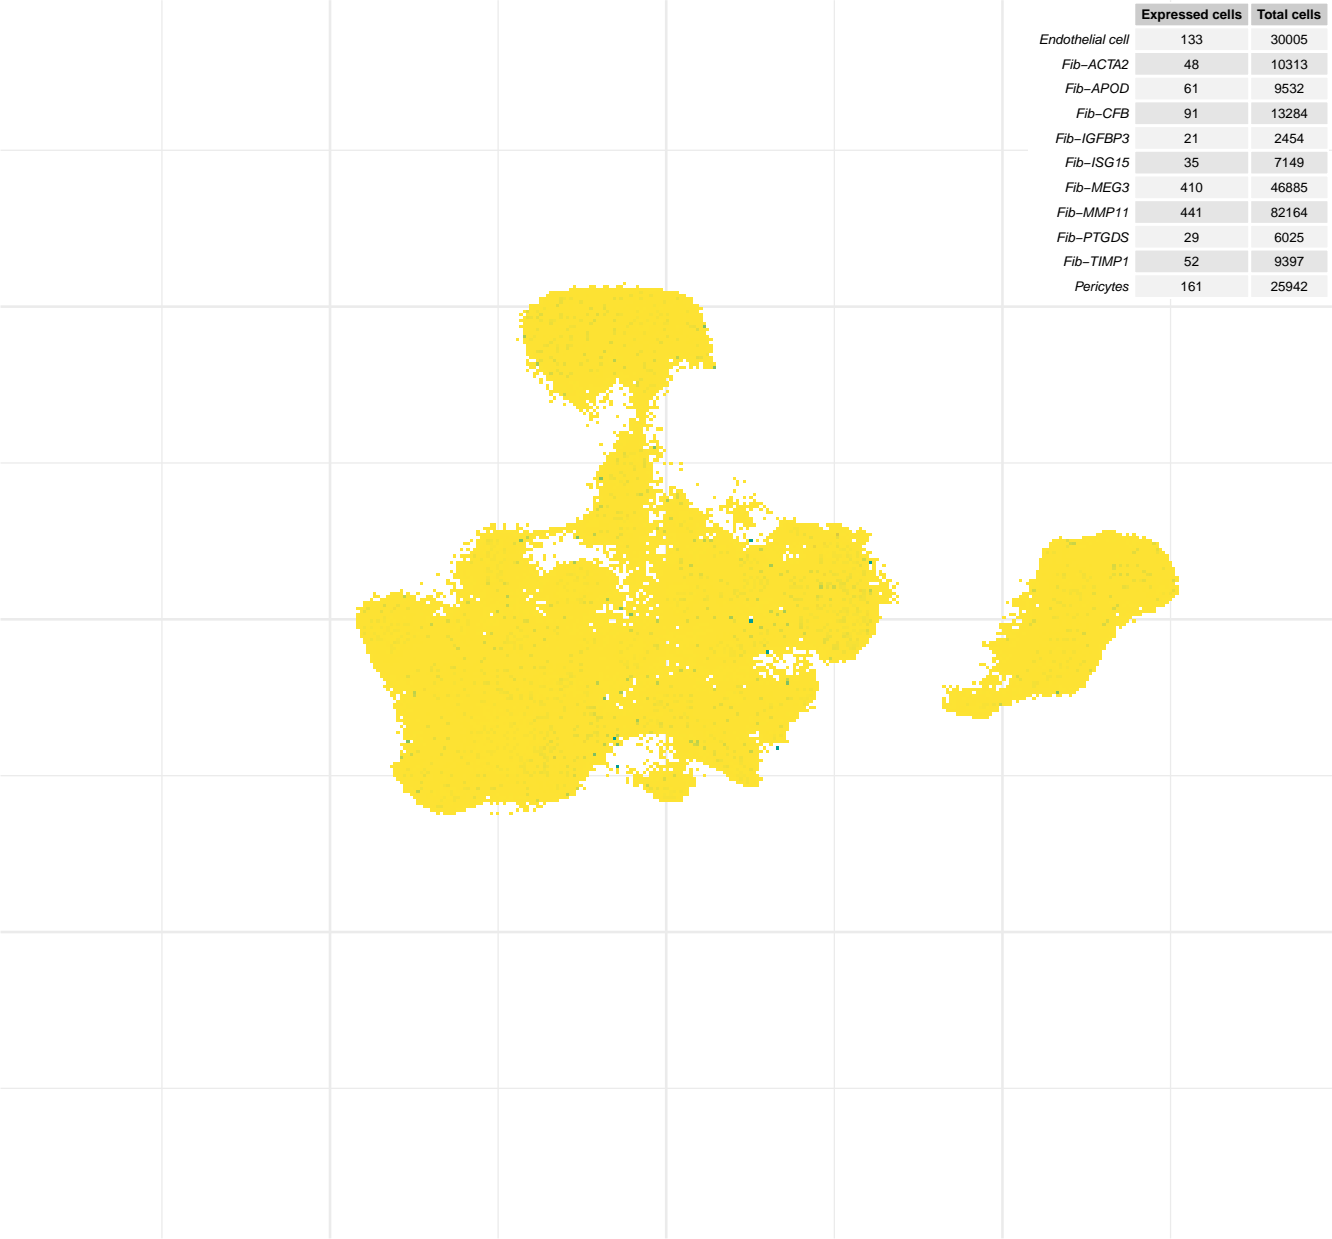 Expressed cells Total cells
Endothelial cell 133 30005
Fib−ACTA2 48 10313
Fib−APOD 61 9532
Fib−CFB 91 13284
Fib−IGFBP3 21 2454
Fib−ISG15 35 7149
Fib−MEG3 410 46885
Fib−MMP11 441 82164
Fib−PTGDS 29 6025
Fib−TIMP1 52 9397
Pericytes 161 25942